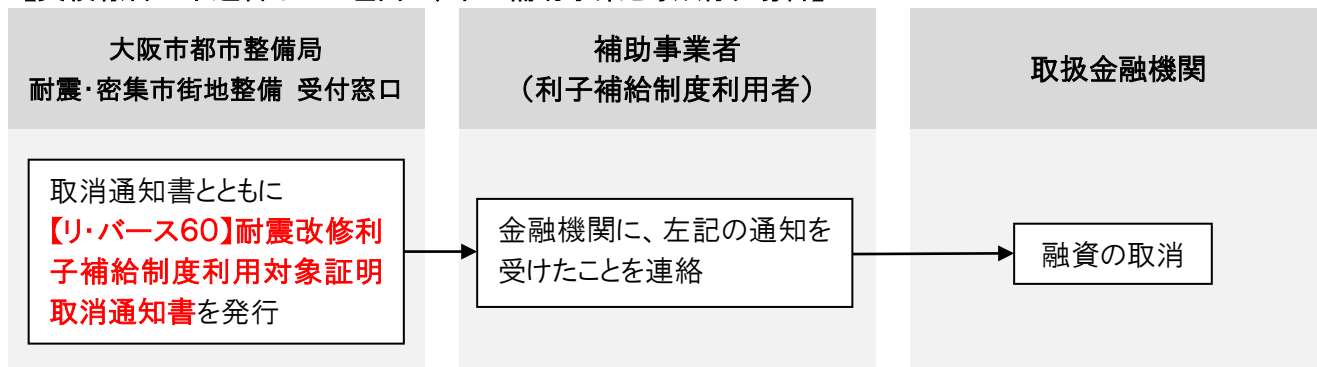 大阪市都市整備局
耐震・密集市街地整備 受付窓口
補助事業者
（利子補給制度利用者）
取扱金融機関
取消通知書とともに
【リ・バース60】耐震改修利
子補給制度利用対象証明
取消通知書を発行
金融機関に、左記の通知を
受けたことを連絡
融資の取消